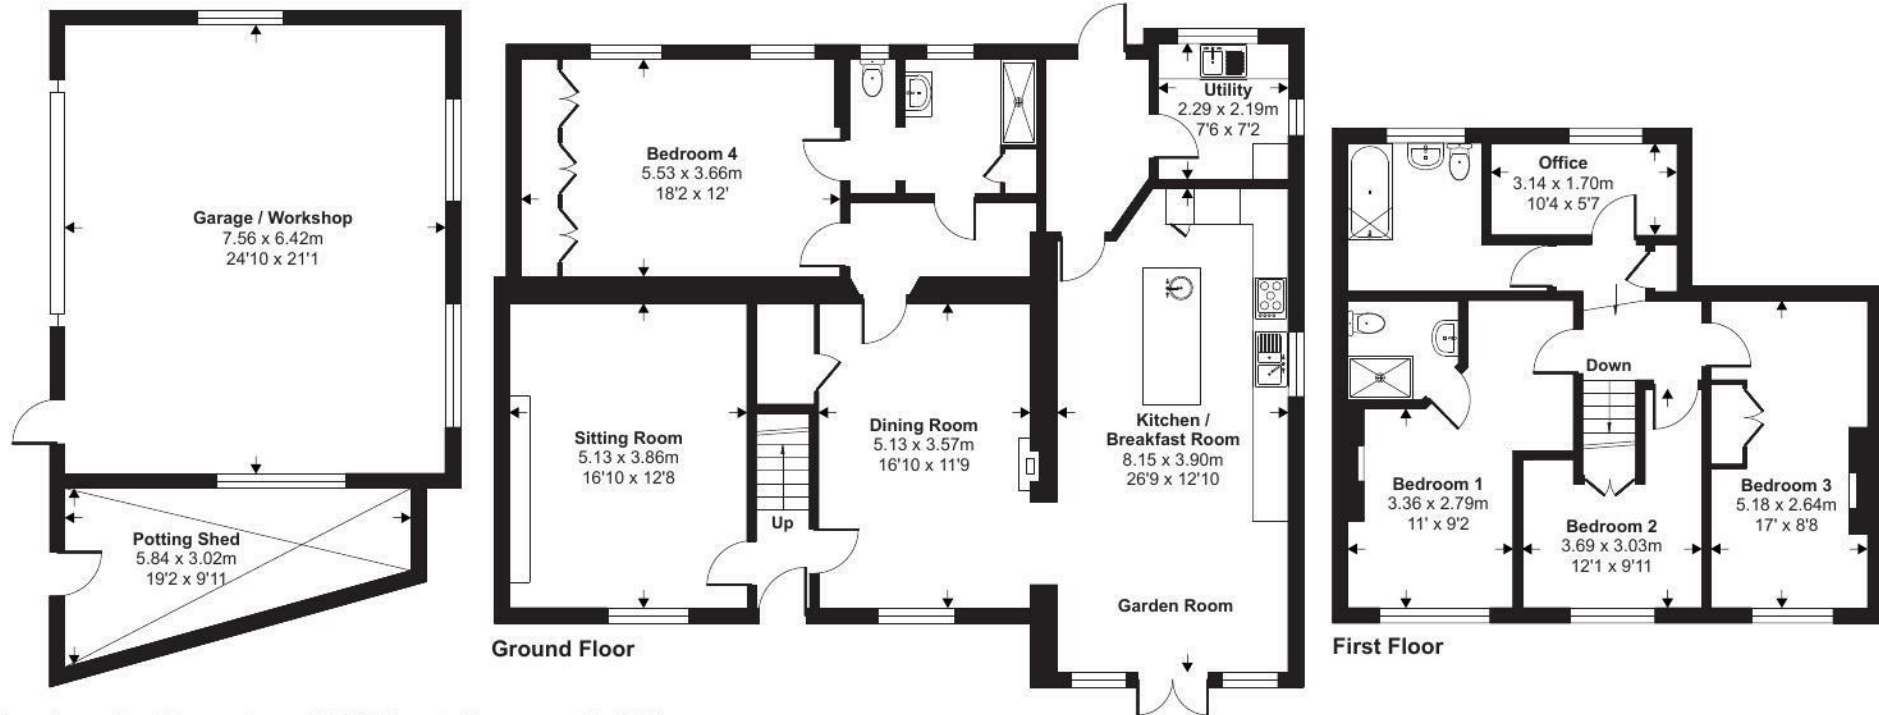 Garage / Workshop
7.56 x 6.42m
24'10 x 21'1
Potting Shed
5.84 x 3.02m
19'2 x 9'11
Bedroom 4
5.53 x 3.66m
18'2 x 12'
Utility
2.29 x 2.19m
7'6 x 7'2
Sitting Room
5.13 x 3.86m
16'10 x 12'8
Up
Dining Room
5.13 x 3.57m
16'10 x 11'9
Kitchen /
Breakfast Room
8.15 x 3.90m
26'9 x 12'10
Garden Room
Ground Floor
Office
3.14 x 1.70m
10'4 x 5'7
Down
Bedroom 1
3.36 x 2.79m
11' x 9'2
Bedroom 2
3.69 x 3.03m
12'1 x 9'11
Bedroom 3
5.18 x 2.64m
17' x 8'8
First Floor